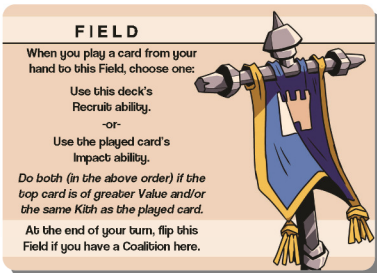 FIELD
When you play a card from your
hand to this Field, choose one:
Use this deck's
Recruit ability.
-or-
Use the played card's
Impact ability.
Do both (in the above order) if the
top card is of greater Value and/or
the same Kith as the played card.
At the end of your turn, flip this
Field if you have a Coalition here.